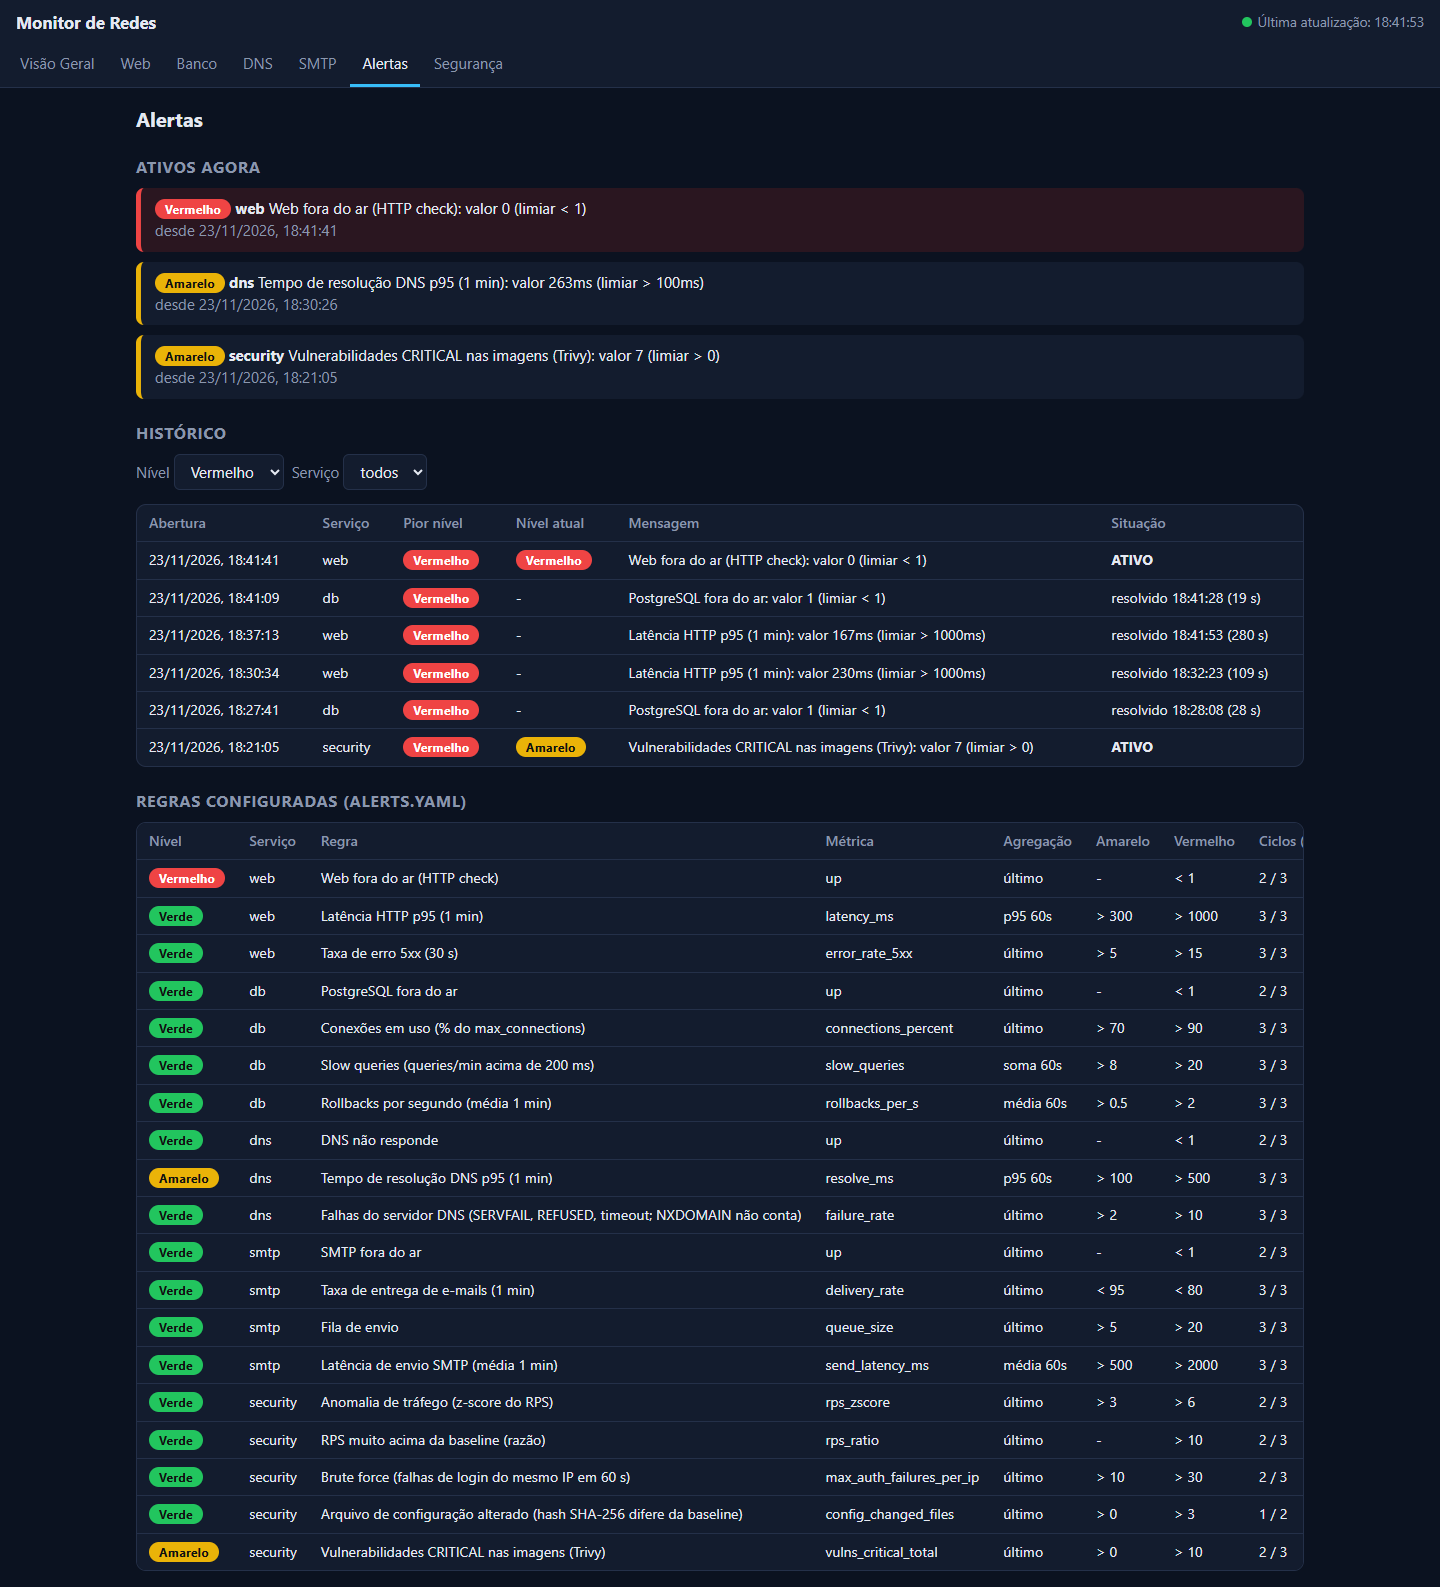 Monitor de Redes
Última atualização: 18:41:53
Visão Geral Web Banco DNS SMTP Alertas Segurança
Alertas
ATIVOS AGORA
Vermelho web Web fora do ar (HTTP check): valor 0 (limiar < 1)
desde 23/11/2026, 18:41:41
Amarelo dns Tempo de resolução DNS p95 (1 min): valor 263ms (limiar > 100ms)
desde 23/11/2026, 18:30:26
Amarelo security Vulnerabilidades CRITICAL nas imagens (Trivy): valor 7 (limiar > 0)
desde 23/11/2026, 18:21:05
HISTÓRICO
Nível Vermelho Serviço todos
Abertura Serviço Pior nível Nível atual Mensagem Situação
23/11/2026, 18:41:41 web Vermelho Vermelho Web fora do ar (HTTP check): valor 0 (limiar < 1) ATIVO
23/11/2026, 18:41:09 db Vermelho - PostgreSQL fora do ar: valor 1 (limiar < 1) resolvido 18:41:28 (19 s)
23/11/2026, 18:37:13 web Vermelho - Latência HTTP p95 (1 min): valor 167ms (limiar > 1000ms) resolvido 18:41:53 (280 s)
23/11/2026, 18:30:34 web Vermelho - Latência HTTP p95 (1 min): valor 230ms (limiar > 1000ms) resolvido 18:32:23 (109 s)
23/11/2026, 18:27:41 db Vermelho - PostgreSQL fora do ar: valor 1 (limiar < 1) resolvido 18:28:08 (28 s)
23/11/2026, 18:21:05 security Vermelho Amarelo Vulnerabilidades CRITICAL nas imagens (Trivy): valor 7 (limiar > 0) ATIVO
REGRAS CONFIGURADAS (ALERTS.YAML)
Nível Serviço Regra Métrica Agregação Amarelo Vermelho Ciclos (
Vermelho web Web fora do ar (HTTP check) up último - < 1 2 / 3
Verde web Latência HTTP p95 (1 min) latency_ms p95 60s > 300 > 1000 3 / 3
Verde web Taxa de erro 5xx (30 s) error_rate_5xx último > 5 > 15 3 / 3
Verde db PostgreSQL fora do ar up último - < 1 2 / 3
Verde db Conexões em uso (% do max_connections) connections_percent último > 70 > 90 3 / 3
Verde db Slow queries (queries/min acima de 200 ms) slow_queries soma 60s > 8 > 20 3 / 3
Verde db Rollbacks por segundo (média 1 min) rollbacks_per_s média 60s > 0.5 > 2 3 / 3
Verde dns DNS não responde up último - < 1 2 / 3
Amarelo dns Tempo de resolução DNS p95 (1 min) resolve_ms p95 60s > 100 > 500 3 / 3
Verde dns Falhas do servidor DNS (SERVFAIL, REFUSED, timeout; NXDOMAIN não conta) failure_rate último > 2 > 10 3 / 3
Verde smtp SMTP fora do ar up último - < 1 2 / 3
Verde smtp Taxa de entrega de e-mails (1 min) delivery_rate último < 95 < 80 3 / 3
Verde smtp Fila de envio queue_size último > 5 > 20 3 / 3
Verde smtp Latência de envio SMTP (média 1 min) send_latency_ms média 60s > 500 > 2000 3 / 3
Verde security Anomalia de tráfego (z-score do RPS) rps_zscore último > 3 > 6 2 / 3
Verde security RPS muito acima da baseline (razão) rps_ratio último - > 10 2 / 3
Verde security Brute force (falhas de login do mesmo IP em 60 s) max_auth_failures_per_ip último > 10 > 30 2 / 3
Verde security Arquivo de configuração alterado (hash SHA-256 difere da baseline) config_changed_files último > 0 > 3 1 / 2
Amarelo security Vulnerabilidades CRITICAL nas imagens (Trivy) vulns_critical_total último > 0 > 10 2 / 3